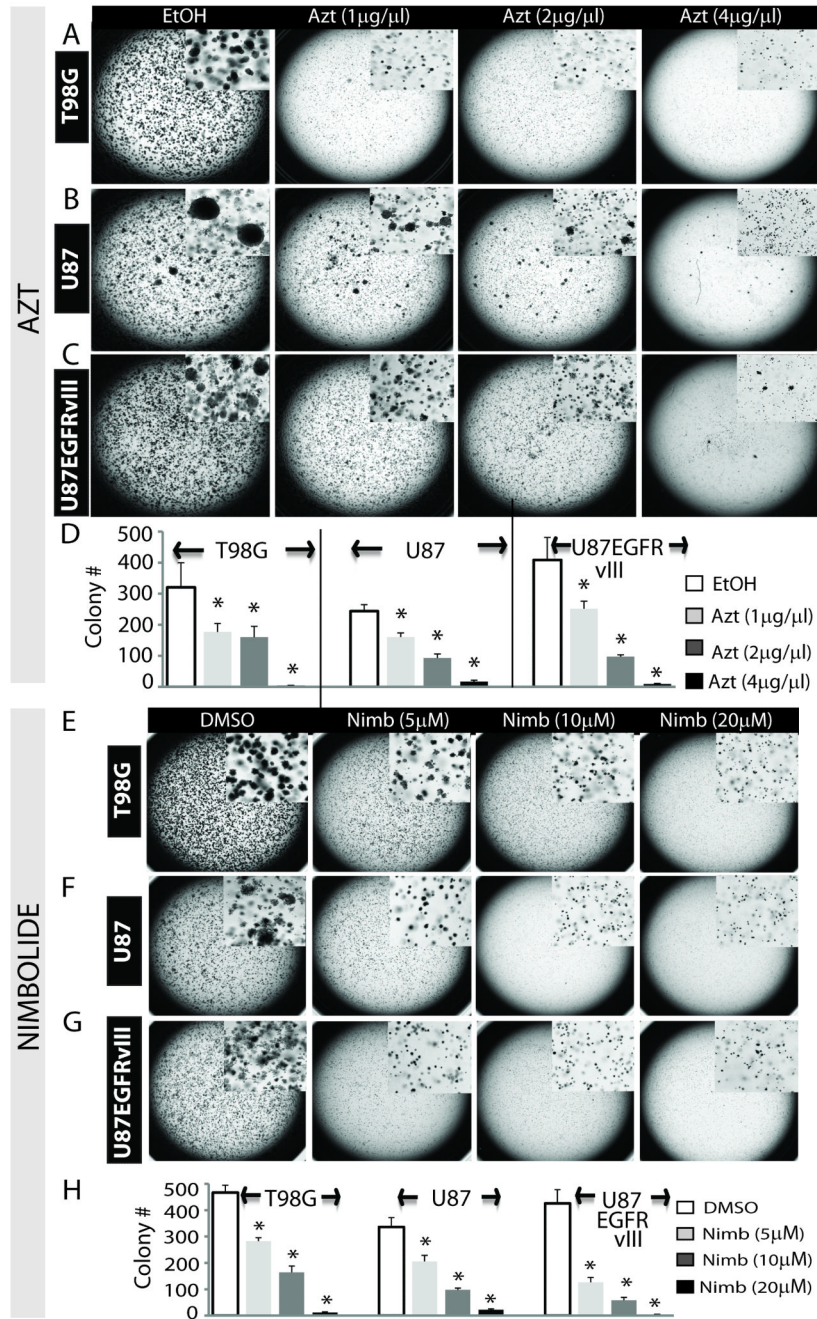 EtOH Azt (1μg/μl) Azt (2μg/μl) Azt (4μg/μl)
A
T98G
B
U87
C
U87EGFRvIII
AZT
D
Colony #
500
400
300
200
100
0
T98G
U87
U87EGFR
vIII
* * *
* * *
* * *
EtOH
Azt (1μg/μl)
Azt (2μg/μl)
Azt (4μg/μl)
E
DMSO Nimb (5μM) Nimb (10μM) Nimb (20μM)
T98G
F
U87
G
U87EGFRvIII
NIMBOLIDE
H
Colony #
500
400
300
200
100
0
T98G
U87
U87
EGFR
vIII
* * *
* * *
* * *
DMSO
Nimb (5μM)
Nimb (10μM)
Nimb (20μM)